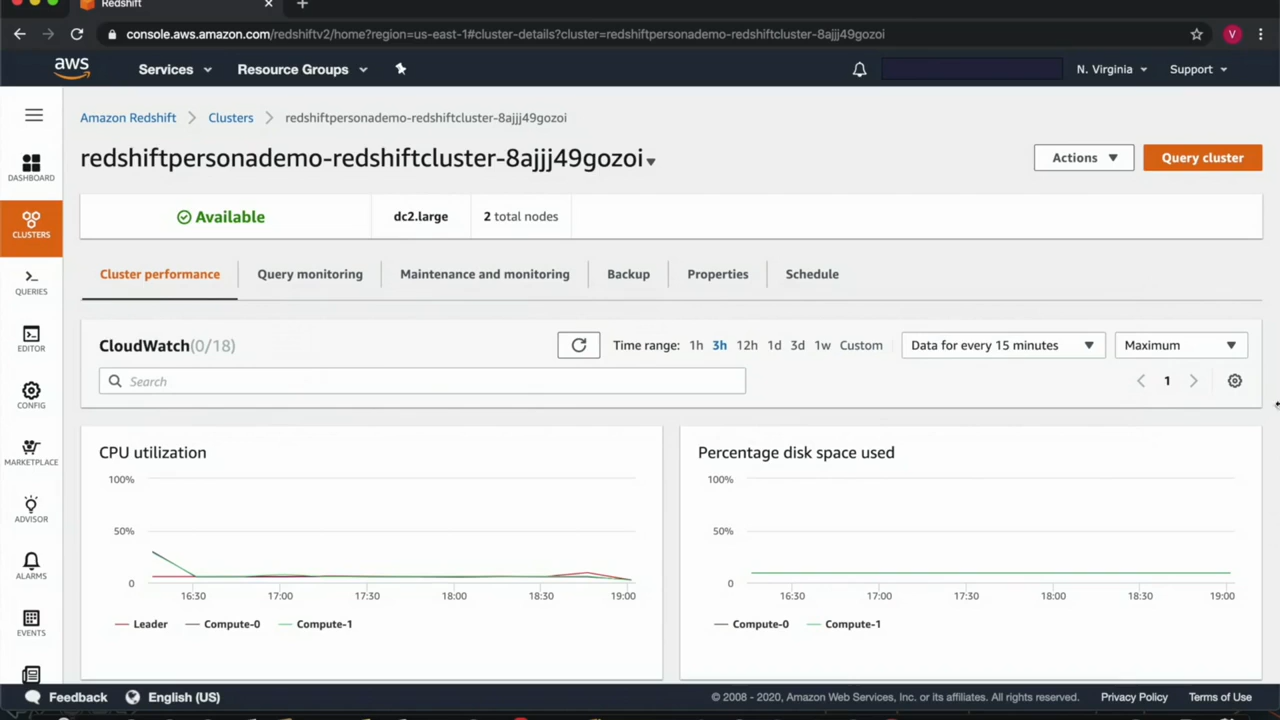 Redshift
console.aws.amazon.com/redshiftv2/home?region=us-east-1#cluster-details?cluster=redshiftpersonademo-redshiftcluster-8ajjj49gozoi
V
aws
Services
Resource Groups
N. Virginia
Support
Amazon Redshift
Clusters
redshiftpersonademo-redshiftcluster-8ajjj49gozoi
redshiftpersonademo-redshiftcluster-8ajjj49gozoi
Actions
Query cluster
DASHBOARD
CLUSTERS
QUERIES
EDITOR
CONFIG
MARKETPLACE
ADVISOR
ALARMS
EVENTS
Available
dc2.large
2 total nodes
Cluster performance
Query monitoring
Maintenance and monitoring
Backup
Properties
Schedule
CloudWatch(0/18)
Time range: 1h 3h 12h 1d 3d 1w Custom
Data for every 15 minutes
Maximum
Search
1
CPU utilization
100%
50%
0
16:30 17:00 17:30 18:00 18:30 19:00
Leader Compute-0 Compute-1
Percentage disk space used
100%
50%
0
16:30 17:00 17:30 18:00 18:30 19:00
Compute-0 Compute-1
Feedback
English (US)
© 2008 - 2020, Amazon Web Services, Inc. or its affiliates. All rights reserved.
Privacy Policy
Terms of Use